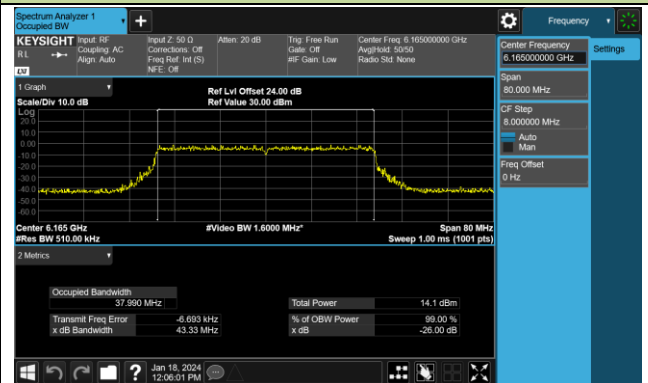 Spectrum Analyzer 1
Occupied BW
Frequency
KEYSIGHT
RL
Input: RF
Coupling: AC
Align: Auto
Input Z: 50 Ω
Corrections: Off
Freq Ref: Int (S)
NFE: Off
Atten: 20 dB
Trig: Free Run
Gate: Off
#IF Gain: Low
Center Freq: 6.165000000 GHz
Avg|Hold: 50/50
Radio Std: None
LXI
Center Frequency
6.165000000 GHz
Settings
Span
80.000 MHz
CF Step
8.000000 MHz
Auto
Man
Freq Offset
0 Hz
1 Graph
Scale/Div 10.0 dB
Ref Lvl Offset 24.00 dB
Ref Value 30.00 dBm
Log
20.0
10.0
0.00
-10.0
-20.0
-30.0
-40.0
-50.0
-60.0
Center 6.165 GHz
#Video BW 1.6000 MHz*
Span 80 MHz
#Res BW 510.00 kHz
Sweep 1.00 ms (1001 pts)
2 Metrics
Occupied Bandwidth
37.990 MHz
Total Power
14.1 dBm
Transmit Freq Error
-6.693 kHz
% of OBW Power
99.00 %
x dB Bandwidth
43.33 MHz
x dB
-26.00 dB
Jan 18, 2024
12:06:01 PM